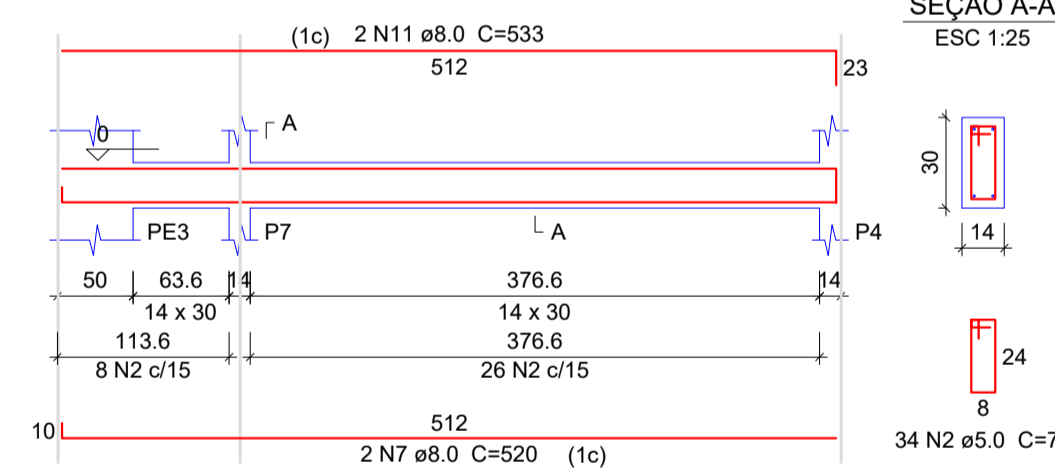 SEÇÃO A-A
ESC 1:25
(1c) 2 N11 ø8.0 C=533
512
23
0
A
30
PE3
P7
A
P4
14
50 63.6 14 376.6 14
14 x 30 14 x 30
113.6 376.6
8 N2 c/15 26 N2 c/15
24
8
10
512
2 N7 ø8.0 C=520 (1c)
34 N2 ø5.0 C=7